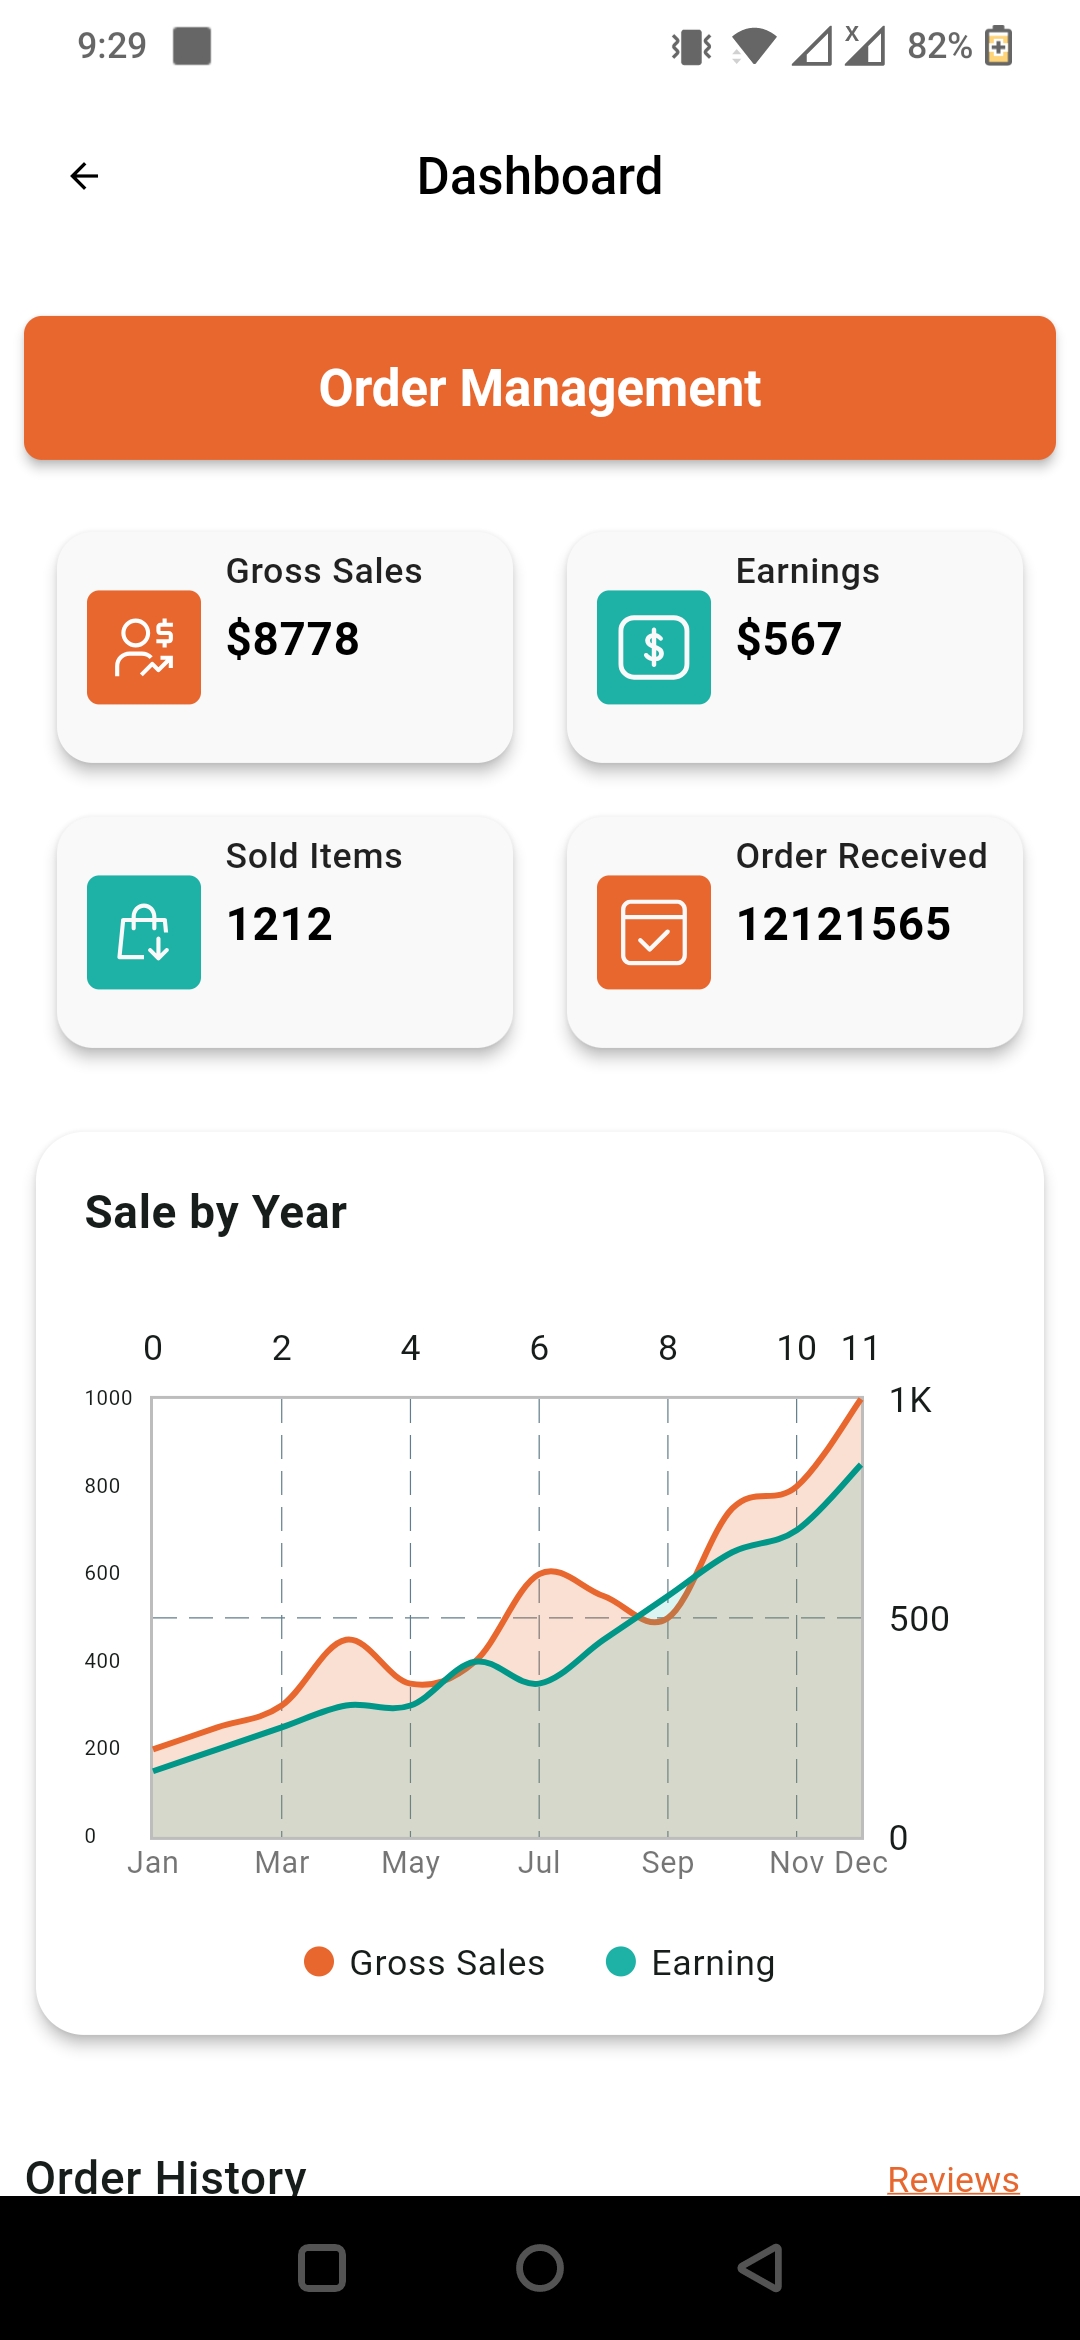 9:29 X 82%
Dashboard
Order Management
Gross Sales
$8778
Earnings
$567
Sold Items
1212
Order Received
12121565
Sale by Year
0 2 4 6 8 10 11
1000
800
600
400
200
0
1K
500
0
Jan Mar May Jul Sep Nov Dec
Gross Sales Earning
Order History Reviews